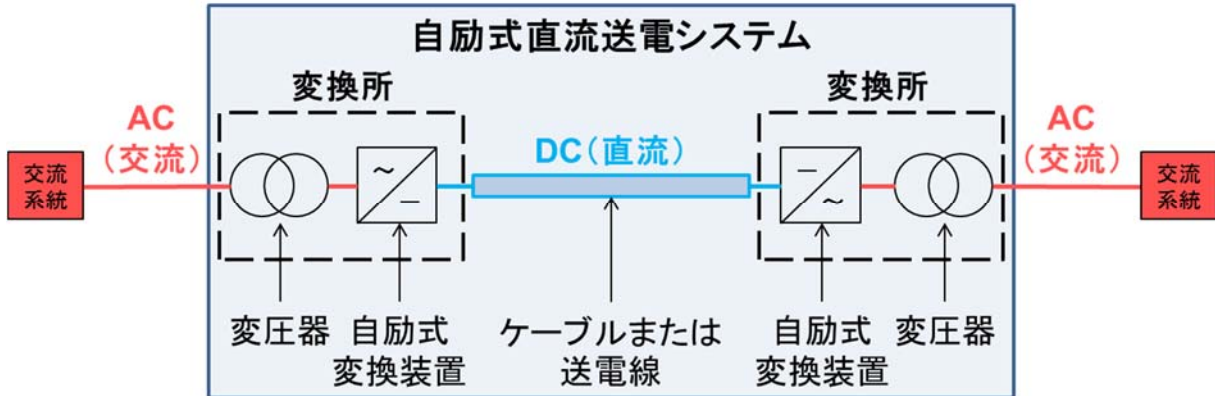 自励式直流送電システム
変換所
変換所
AC
(交流)
DC(直流)
AC
(交流)
交流
系統
交流
系統
変圧器
自励式
変換装置
ケーブルまたは
送電線
自励式
変換装置
変圧器